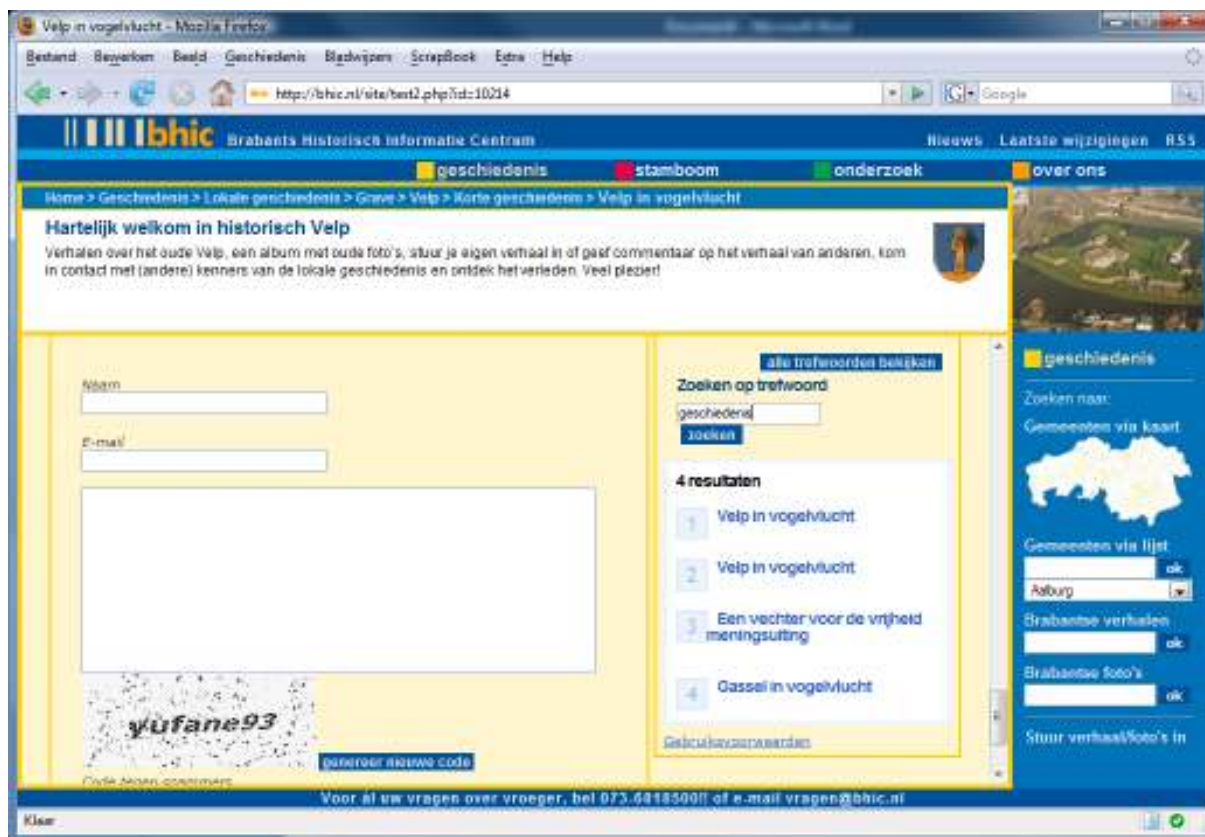 Velp in vogelvlucht - Mozilla Firefox
Bestand Bewerken Beeld Geschiedenis Bladwijzers ScrapBook Extra Help
http://bhic.nl/site/test2.php?id=10214
Google
bhic Brabants Historisch Informatie Centrum
Nieuws Laatste wijzigingen RSS
geschiedenis stamboom onderzoek over ons
Home > Geschiedenis > Lokale geschiedenis > Grave > Velp > Korte geschiedenis > Velp in vogelvlucht
Hartelijk welkom in historisch Velp
Verhalen over het oude Velp, een album met oude foto's, stuur je eigen verhaal in of geef commentaar op het verhaal van anderen, kom
in contact met (andere) kenners van de lokale geschiedenis en ontdek het verleden. Veel plezier!
Naam
E-mail
yufane93
genereer nieuwe code
Code tegen spammers
alle trefwoorden bekijken
Zoeken op trefwoord
geschiedenis
zoeken
4 resultaten
1 Velp in vogelvlucht
2 Velp in vogelvlucht
3 Een vechter voor de vrijheid
meningsuiting
4 Gassel in vogelvlucht
Gebruiksvoorwaarden
geschiedenis
Zoeken naar:
Gemeenten via kaart
Gemeenten via lijst
ok
Aalburg
Brabantse verhalen
ok
Brabantse foto's
ok
Stuur verhaal/foto's in
Voor ál uw vragen over vroeger, bel 073-6818500!! of e-mail vragen@bhic.nl
Klaar